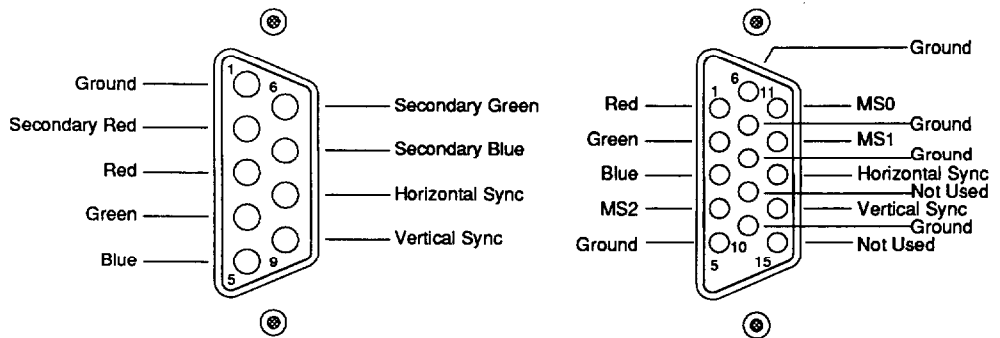 1
6
Ground
Secondary Green
Secondary Red
Secondary Blue
Red
Horizontal Sync
Green
Vertical Sync
Blue
5
9
Ground
6
1
11
Red
MS0
Ground
Green
MS1
Ground
Blue
Horizontal Sync
Not Used
MS2
Vertical Sync
Ground
Ground
10
Not Used
5
15